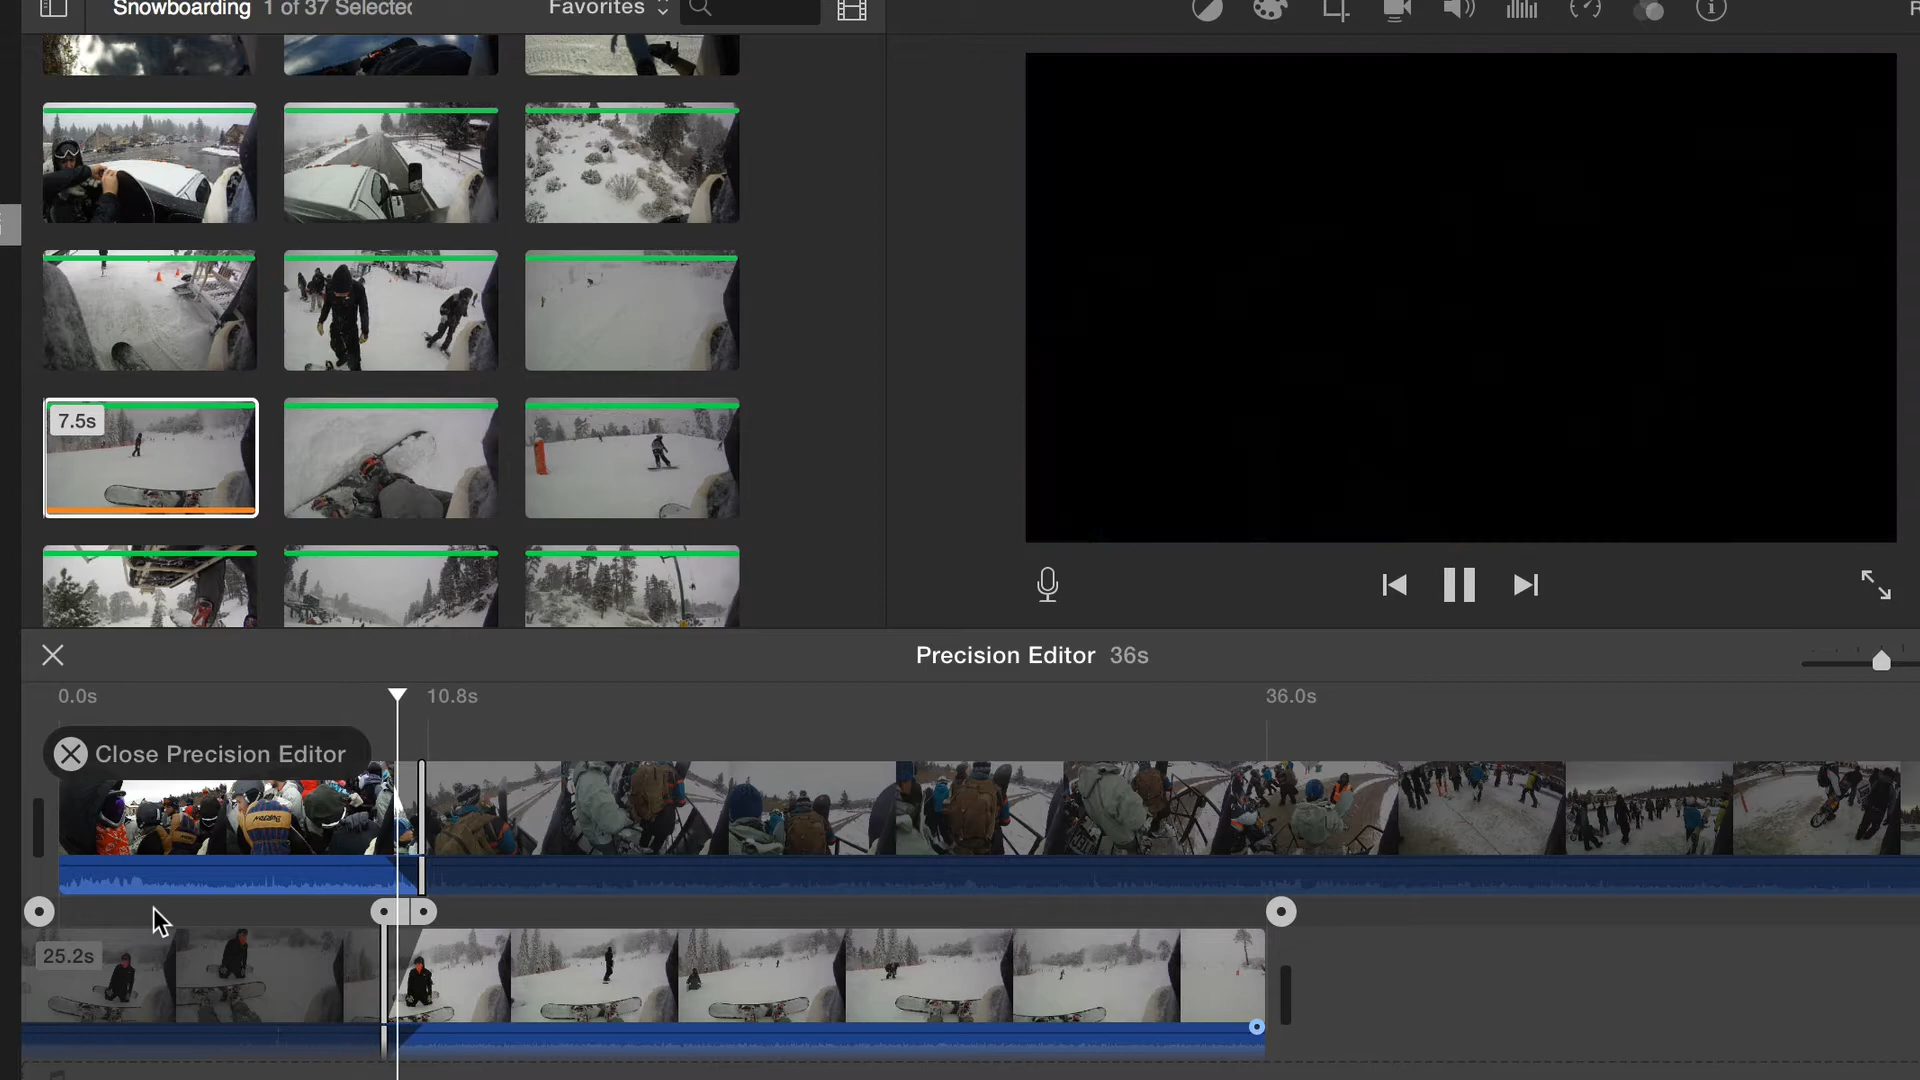 Snowboarding 1 of 37 Selected
Favorites
7.5s
Precision Editor 36s
0.0s
10.8s
36.0s
Close Precision Editor
25.2s